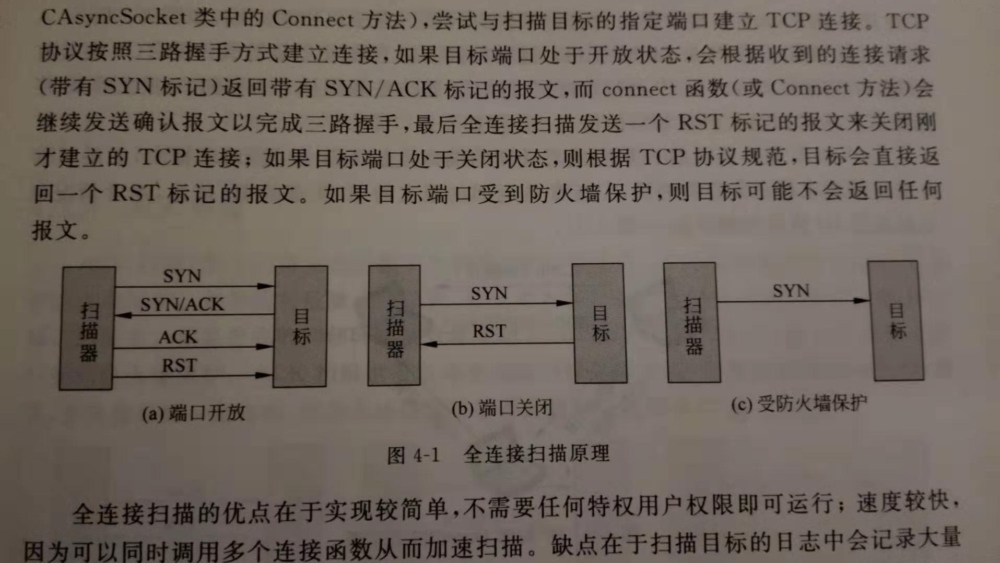 CAsyncSocket 类中的 Connect 方法),尝试与扫描目标的指定端口建立 TCP 连接。TCP
协议按照三路握手方式建立连接,如果目标端口处于开放状态,会根据收到的连接请求
(带有 SYN 标记)返回带有 SYN/ACK 标记的报文,而 connect 函数(或 Connect 方法)会
继续发送确认报文以完成三路握手,最后全连接扫描发送一个 RST 标记的报文来关闭刚
才建立的 TCP 连接;如果目标端口处于关闭状态,则根据 TCP 协议规范,目标会直接返
回一个 RST 标记的报文。如果目标端口受到防火墙保护,则目标可能不会返回任何
报文。
扫描器
SYN
SYN/ACK
ACK
RST
目标
(a) 端口开放
扫描器
SYN
RST
目标
(b) 端口关闭
扫描器
SYN
目标
(c) 受防火墙保护
图 4-1 全连接扫描原理
全连接扫描的优点在于实现较简单,不需要任何特权用户权限即可运行;速度较快,
因为可以同时调用多个连接函数从而加速扫描。缺点在于扫描目标的日志中会记录大量